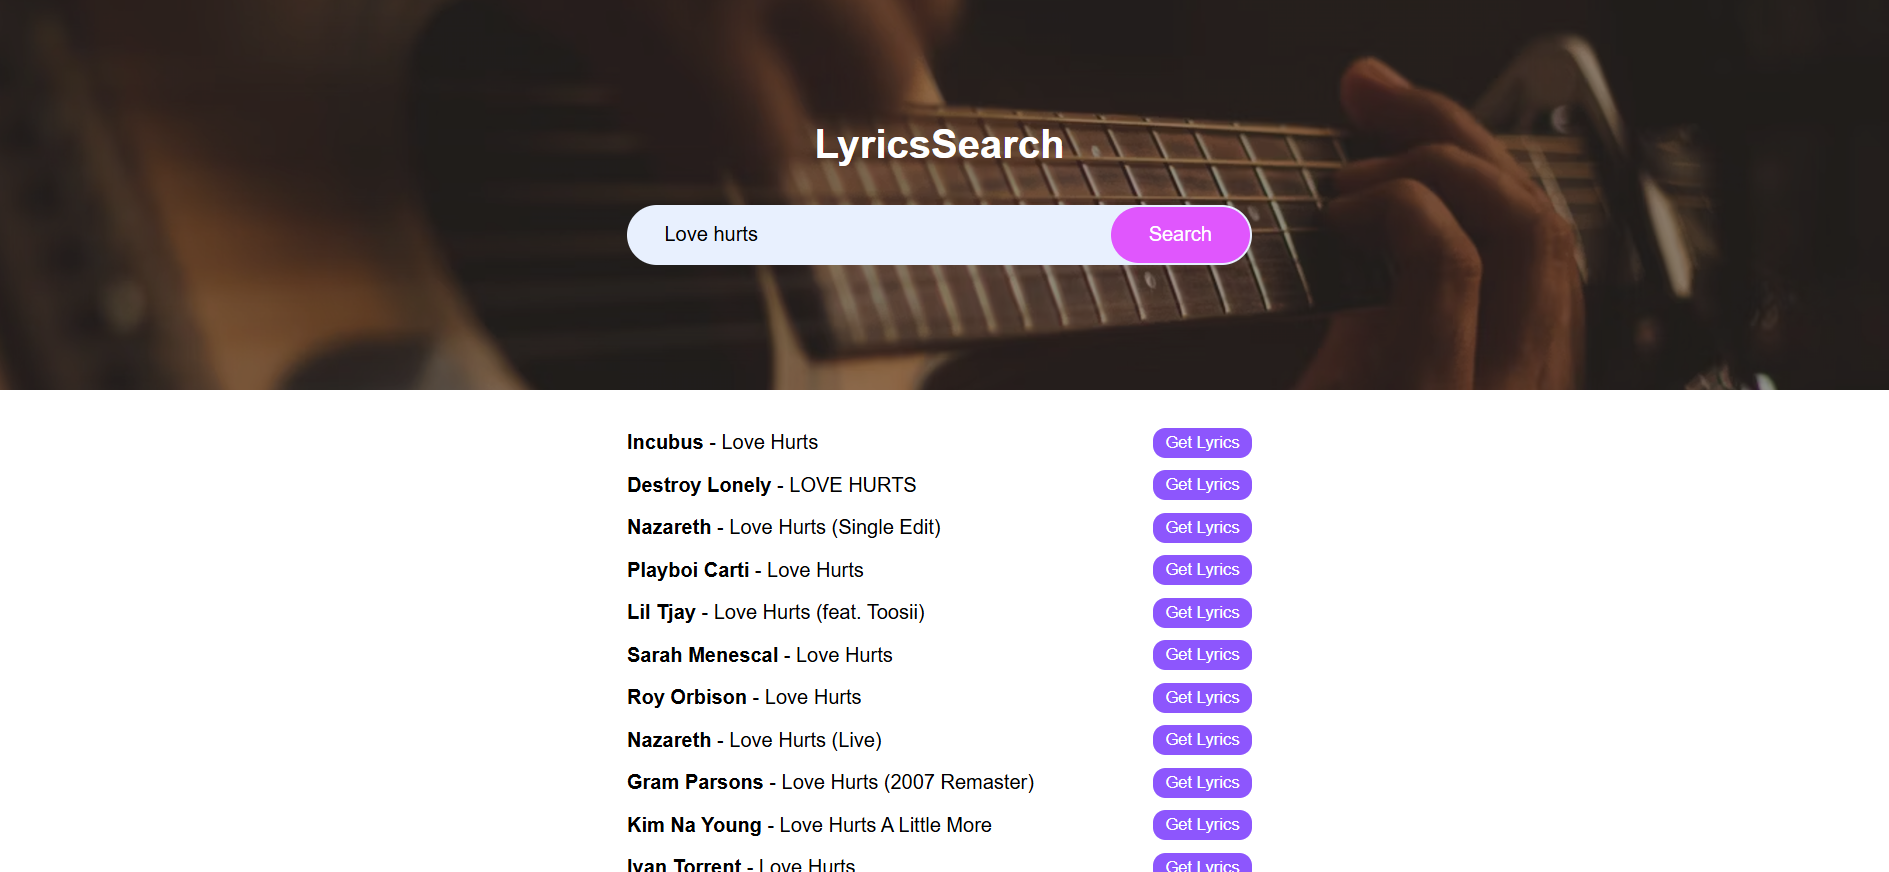 LyricsSearch
Love hurts Search
Incubus - Love Hurts Get Lyrics
Destroy Lonely - LOVE HURTS Get Lyrics
Nazareth - Love Hurts (Single Edit) Get Lyrics
Playboi Carti - Love Hurts Get Lyrics
Lil Tjay - Love Hurts (feat. Toosii) Get Lyrics
Sarah Menescal - Love Hurts Get Lyrics
Roy Orbison - Love Hurts Get Lyrics
Nazareth - Love Hurts (Live) Get Lyrics
Gram Parsons - Love Hurts (2007 Remaster) Get Lyrics
Kim Na Young - Love Hurts A Little More Get Lyrics
Ivan Torrent - Love Hurts Get Lyrics